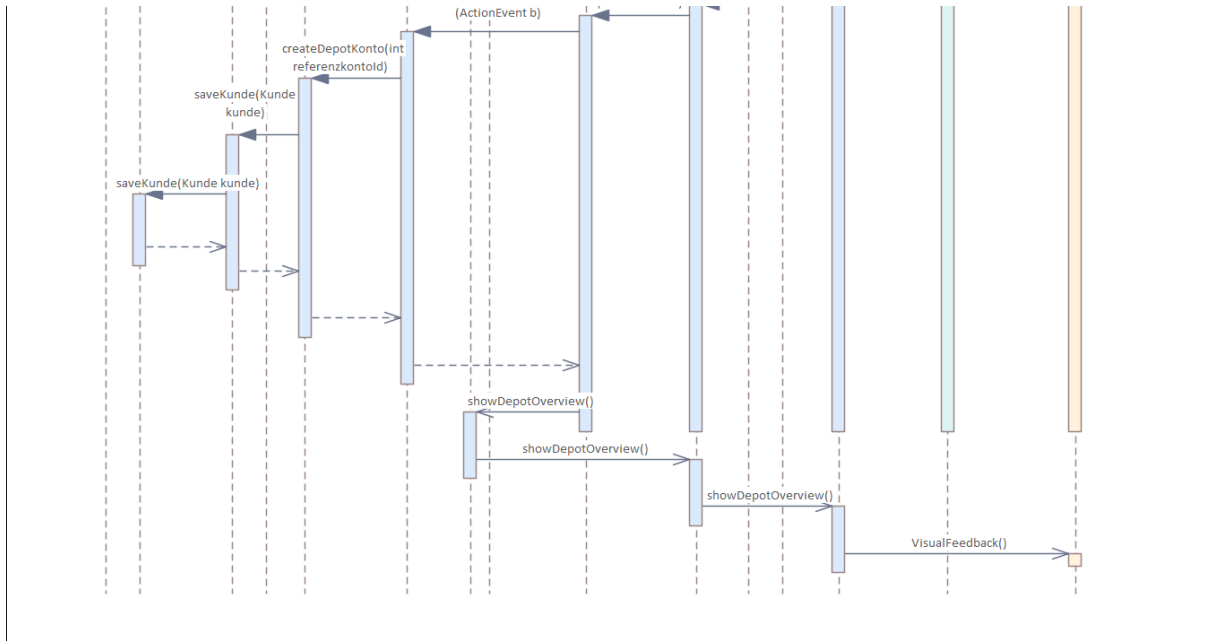 (ActionEvent b)
createDepotKonto(int
referenzkontoId)
saveKunde(Kunde
kunde)
saveKunde(Kunde kunde)
showDepotOverview()
showDepotOverview()
showDepotOverview()
VisualFeedback()